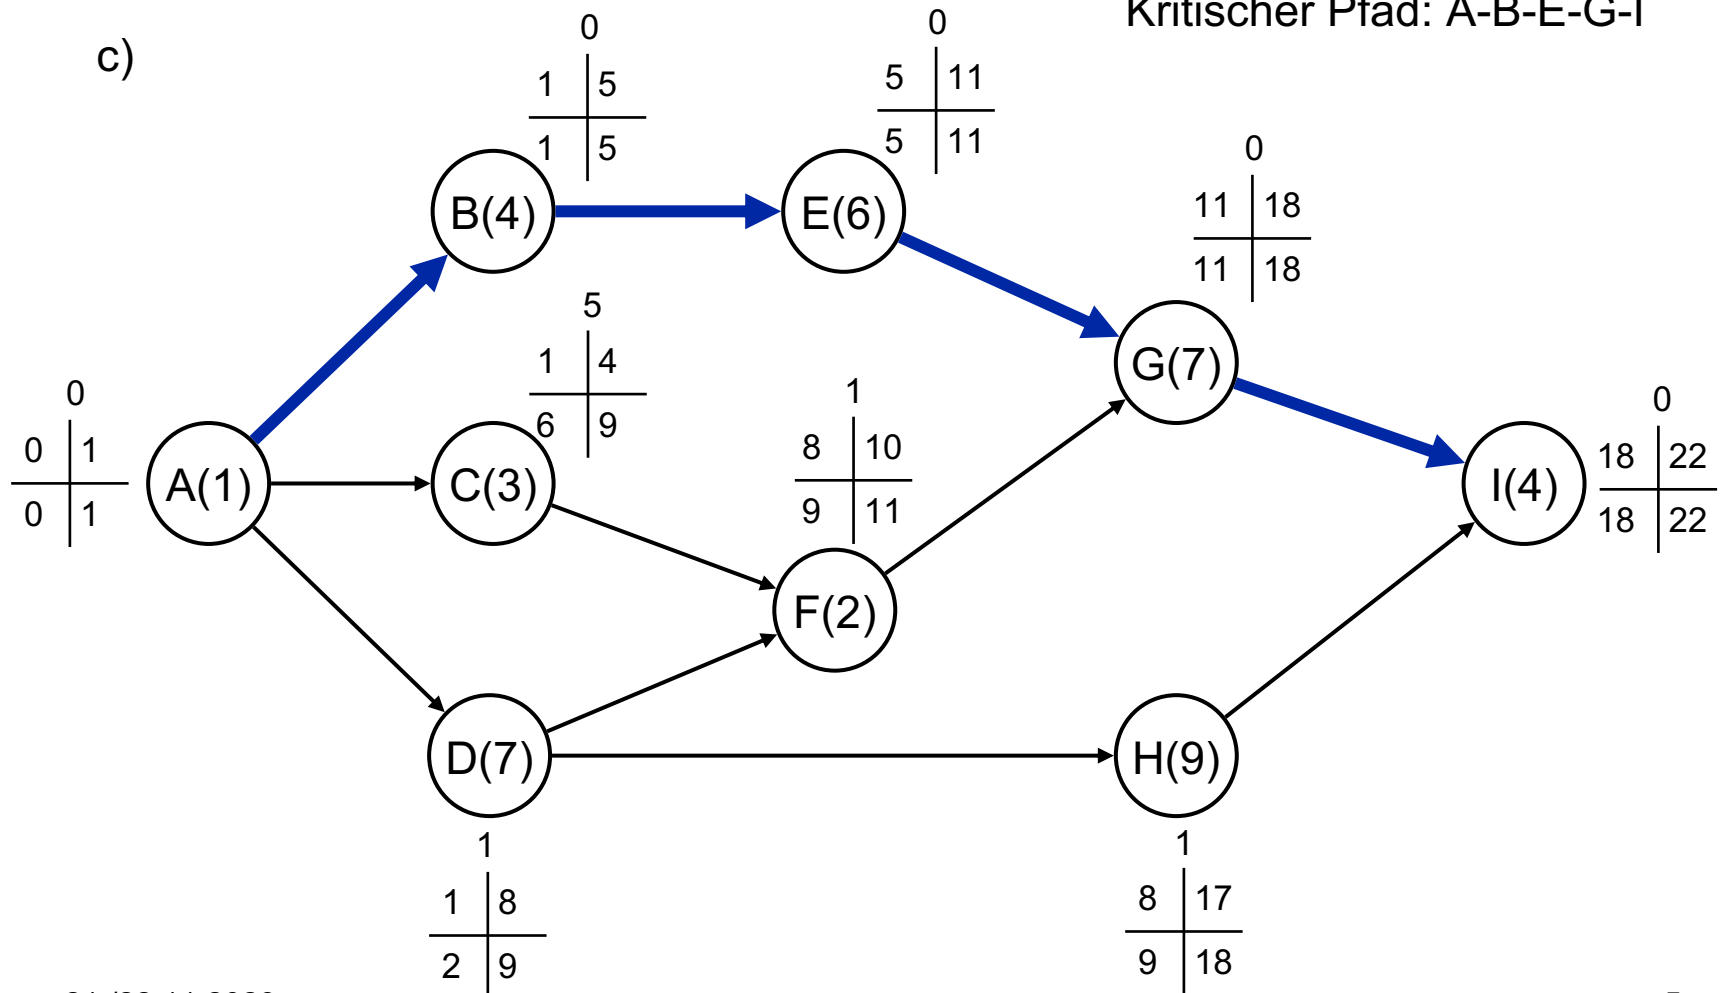 Kritischer Pfad: A-B-E-G-I
c)
0
1 5
1 5
0
5 11
5 11
0
11 18
11 18
B(4)
E(6)
G(7)
5
1 4
6 9
1
8 10
9 11
0
0 1
0 1
A(1)
C(3)
F(2)
I(4)
0
18 22
18 22
D(7)
H(9)
1
1 8
2 9
1
8 17
9 18